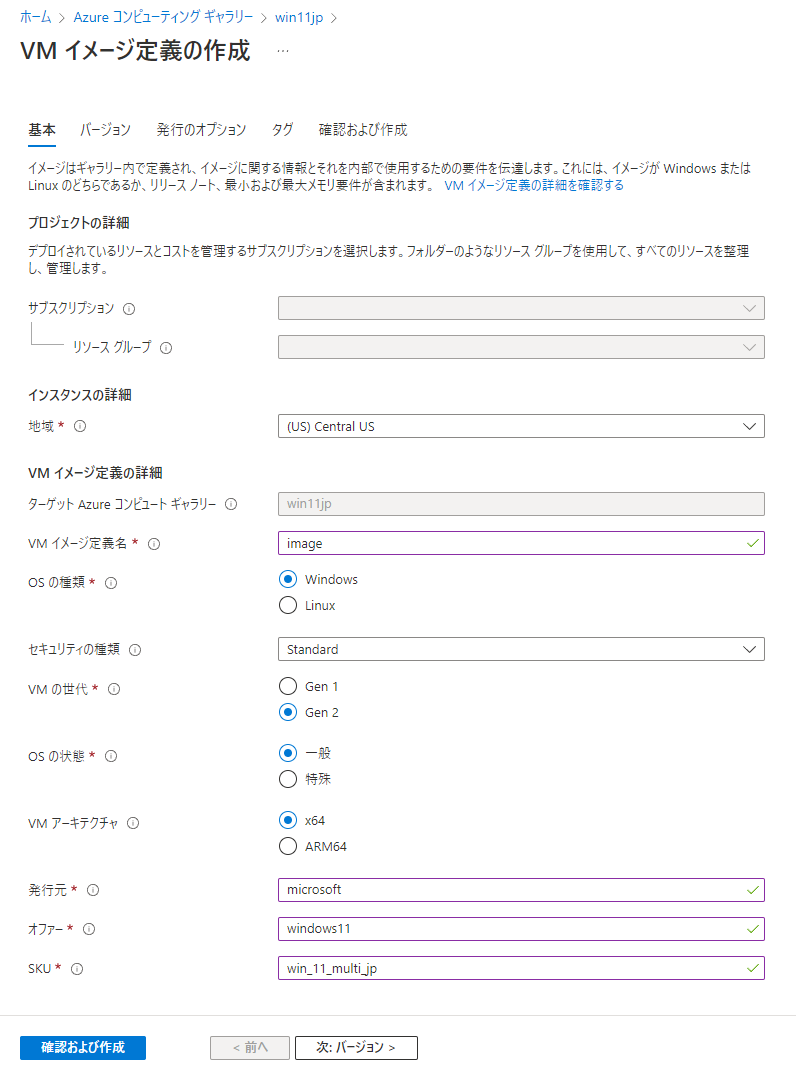 ホーム > Azure コンピューティング ギャラリー > win11jp >
VM イメージ定義の作成 …
基本 バージョン 発行のオプション タグ 確認および作成
イメージはギャラリー内で定義され、イメージに関する情報とそれを内部で使用するための要件を伝達します。これには、イメージが Windows または
Linux のどちらであるか、リリース ノート、最小および最大メモリ要件が含まれます。 VM イメージ定義の詳細を確認する
プロジェクトの詳細
デプロイされているリソースとコストを管理するサブスクリプションを選択します。フォルダーのようなリソース グループを使用して、すべてのリソースを整理
し、管理します。
サブスクリプション
リソース グループ
インスタンスの詳細
地域 * (US) Central US
VM イメージ定義の詳細
ターゲット Azure コンピュート ギャラリー win11jp
VM イメージ定義名 * image
OS の種類 * Windows
Linux
セキュリティの種類 Standard
VM の世代 * Gen 1
Gen 2
OS の状態 * 一般
特殊
VM アーキテクチャ x64
ARM64
発行元 * microsoft
オファー * windows11
SKU * win_11_multi_jp
確認および作成 < 前へ 次: バージョン >